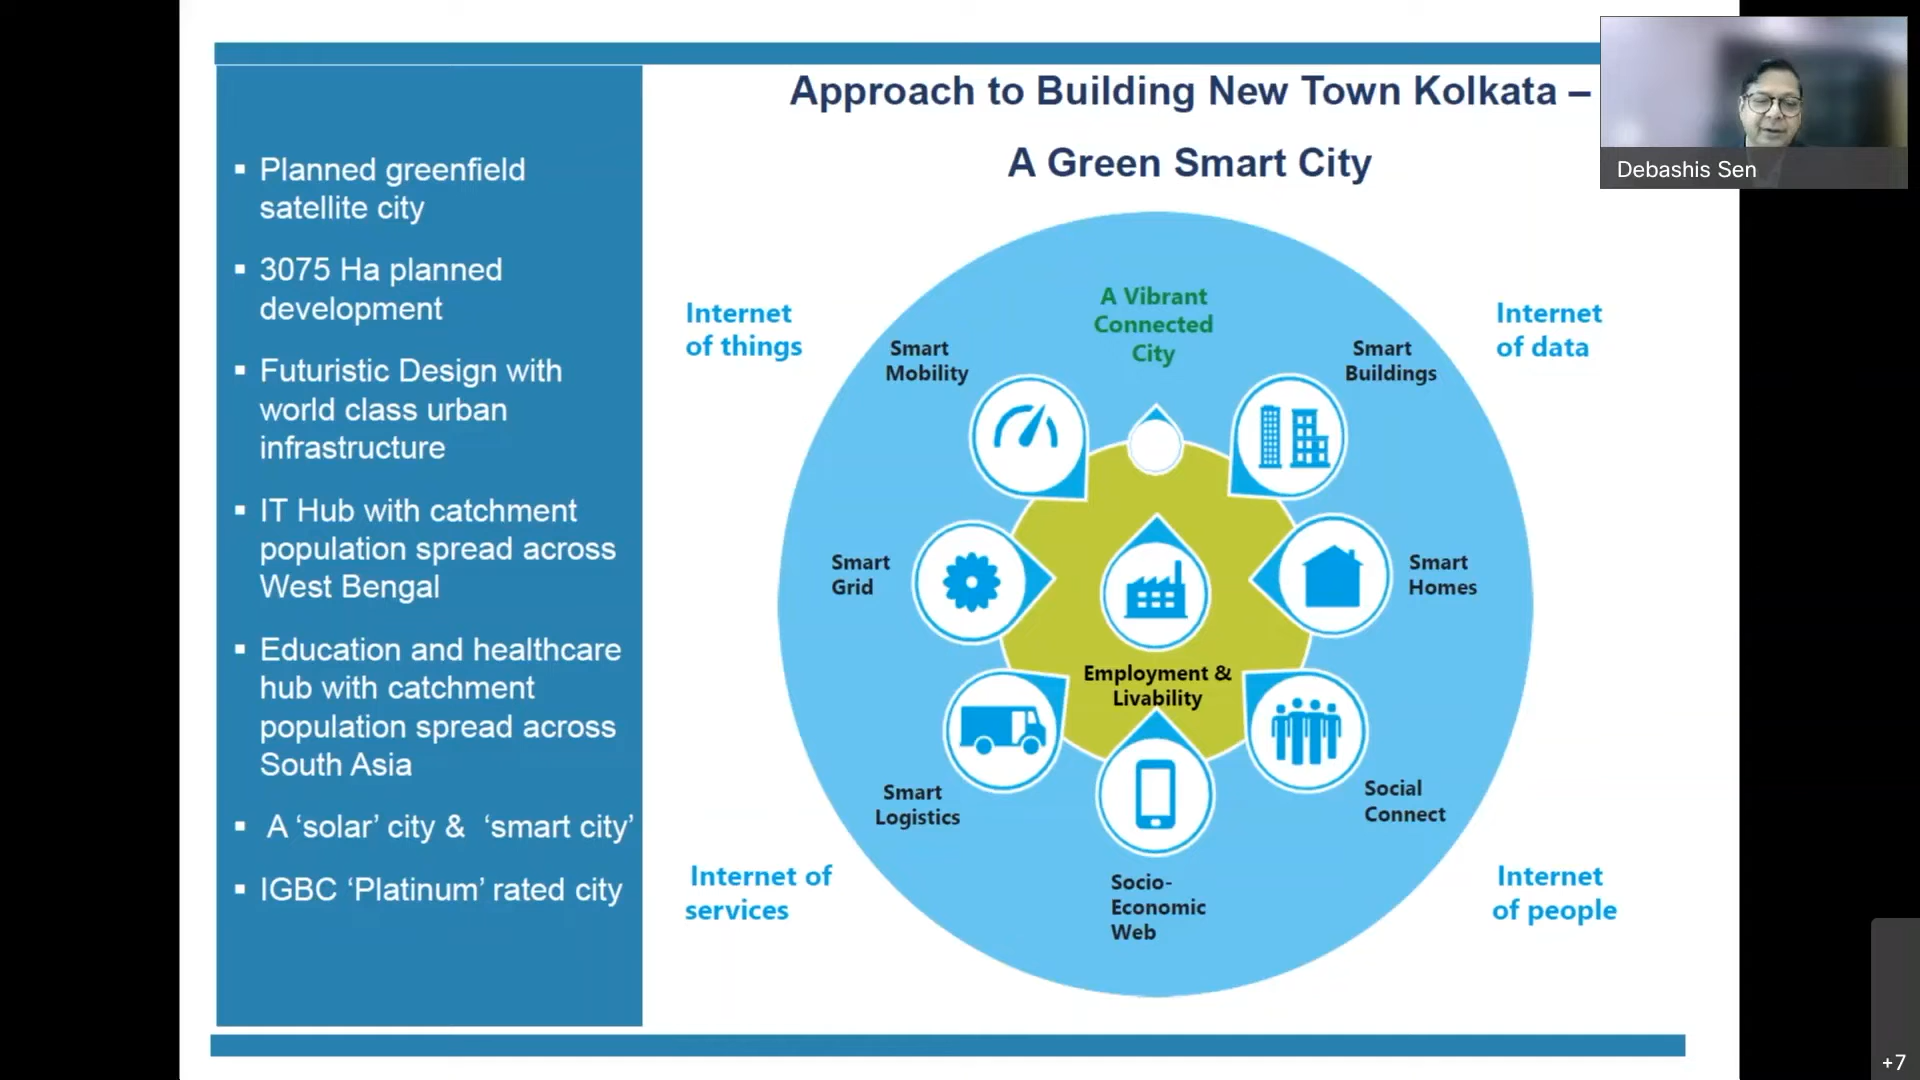 Approach to Building New Town Kolkata –
A Green Smart City
Debashis Sen
▪ Planned greenfield
satellite city
▪ 3075 Ha planned
development
▪ Futuristic Design with
world class urban
infrastructure
▪ IT Hub with catchment
population spread across
West Bengal
▪ Education and healthcare
hub with catchment
population spread across
South Asia
▪ A ‘solar’ city & ‘smart city’
▪ IGBC ‘Platinum’ rated city
Internet
of things
A Vibrant
Connected
City
Internet
of data
Smart
Mobility
Smart
Buildings
Smart
Grid
Smart
Homes
Employment &
Livability
Smart
Logistics
Social
Connect
Internet of
services
Socio-
Economic
Web
Internet
of people
+7